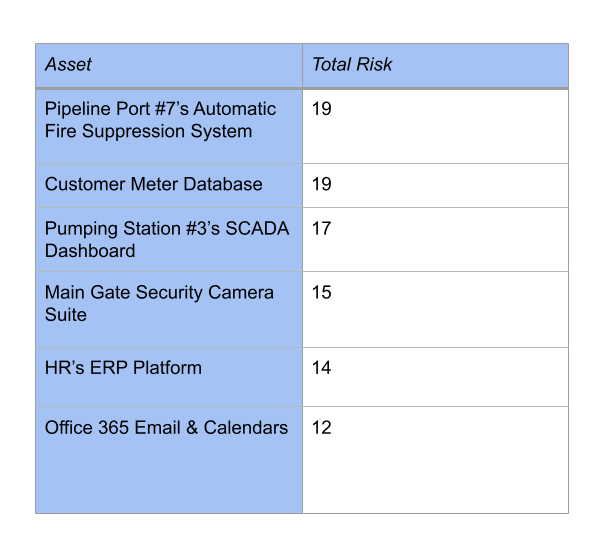 Asset Total Risk
Pipeline Port #7's Automatic 19
Fire Suppression System
Customer Meter Database 19
Pumping Station #3's SCADA 17
Dashboard
Main Gate Security Camera 15
Suite
HR's ERP Platform 14
Office 365 Email & Calendars 12